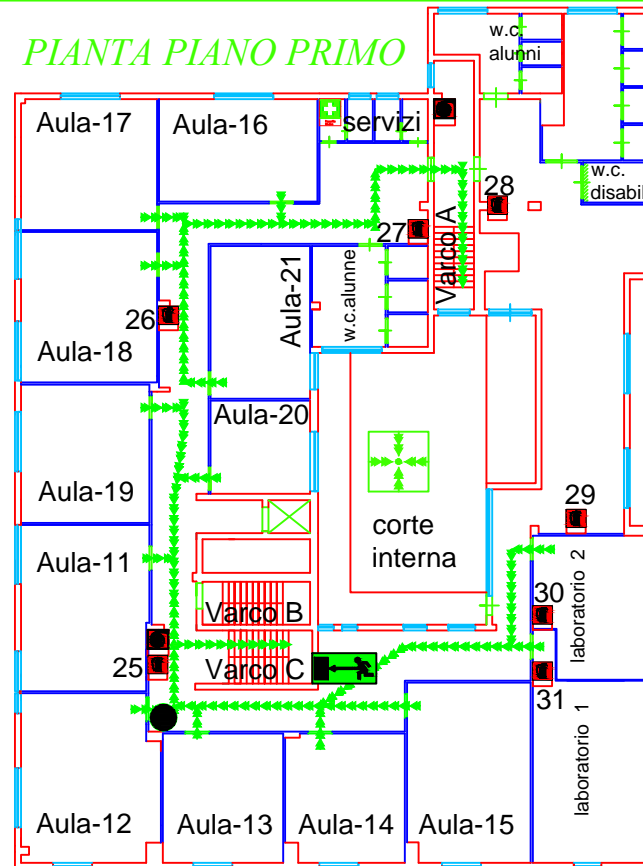 PIANTA PIANO PRIMO
w.c.
alunni
Aula-17
Aula-16
servizi
w.c.
disabil
28
27
Varco A
Aula-21
w.c.alunne
26
Aula-18
Aula-20
Aula-19
29
corte
interna
Aula-11
laboratorio 2
30
Varco B
25
Varco C
31
laboratorio 1
Aula-12
Aula-13
Aula-14
Aula-15